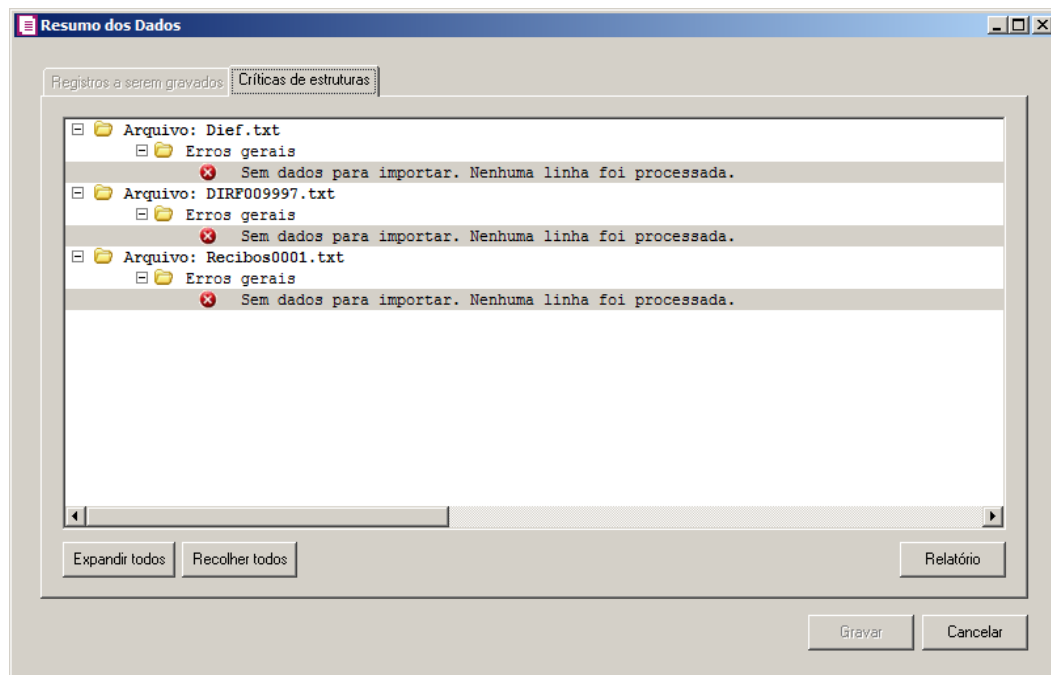 Resumo dos Dados
Registros a serem gravados Críticas de estruturas
Arquivo: Dief.txt
Erros gerais
Sem dados para importar. Nenhuma linha foi processada.
Arquivo: DIRF009997.txt
Erros gerais
Sem dados para importar. Nenhuma linha foi processada.
Arquivo: Recibos0001.txt
Erros gerais
Sem dados para importar. Nenhuma linha foi processada.
Expandir todos Recolher todos Relatório
Gravar Cancelar